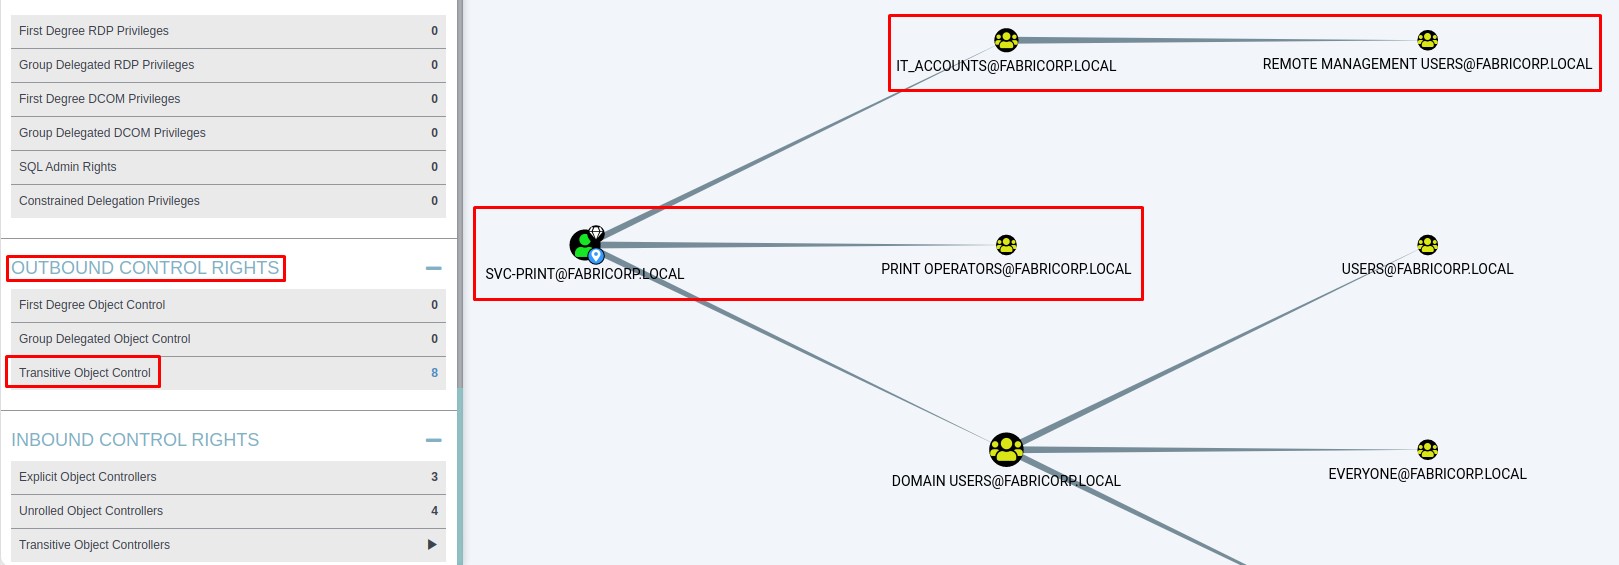 First Degree RDP Privileges 0
Group Delegated RDP Privileges 0
First Degree DCOM Privileges 0
Group Delegated DCOM Privileges 0
SQL Admin Rights 0
Constrained Delegation Privileges 0
OUTBOUND CONTROL RIGHTS
First Degree Object Control 0
Group Delegated Object Control 0
Transitive Object Control 8
INBOUND CONTROL RIGHTS
Explicit Object Controllers 3
Unrolled Object Controllers 4
Transitive Object Controllers
IT_ACCOUNTS@FABRICORP.LOCAL
REMOTE MANAGEMENT USERS@FABRICORP.LOCAL
SVC-PRINT@FABRICORP.LOCAL
PRINT OPERATORS@FABRICORP.LOCAL
USERS@FABRICORP.LOCAL
DOMAIN USERS@FABRICORP.LOCAL
EVERYONE@FABRICORP.LOCAL